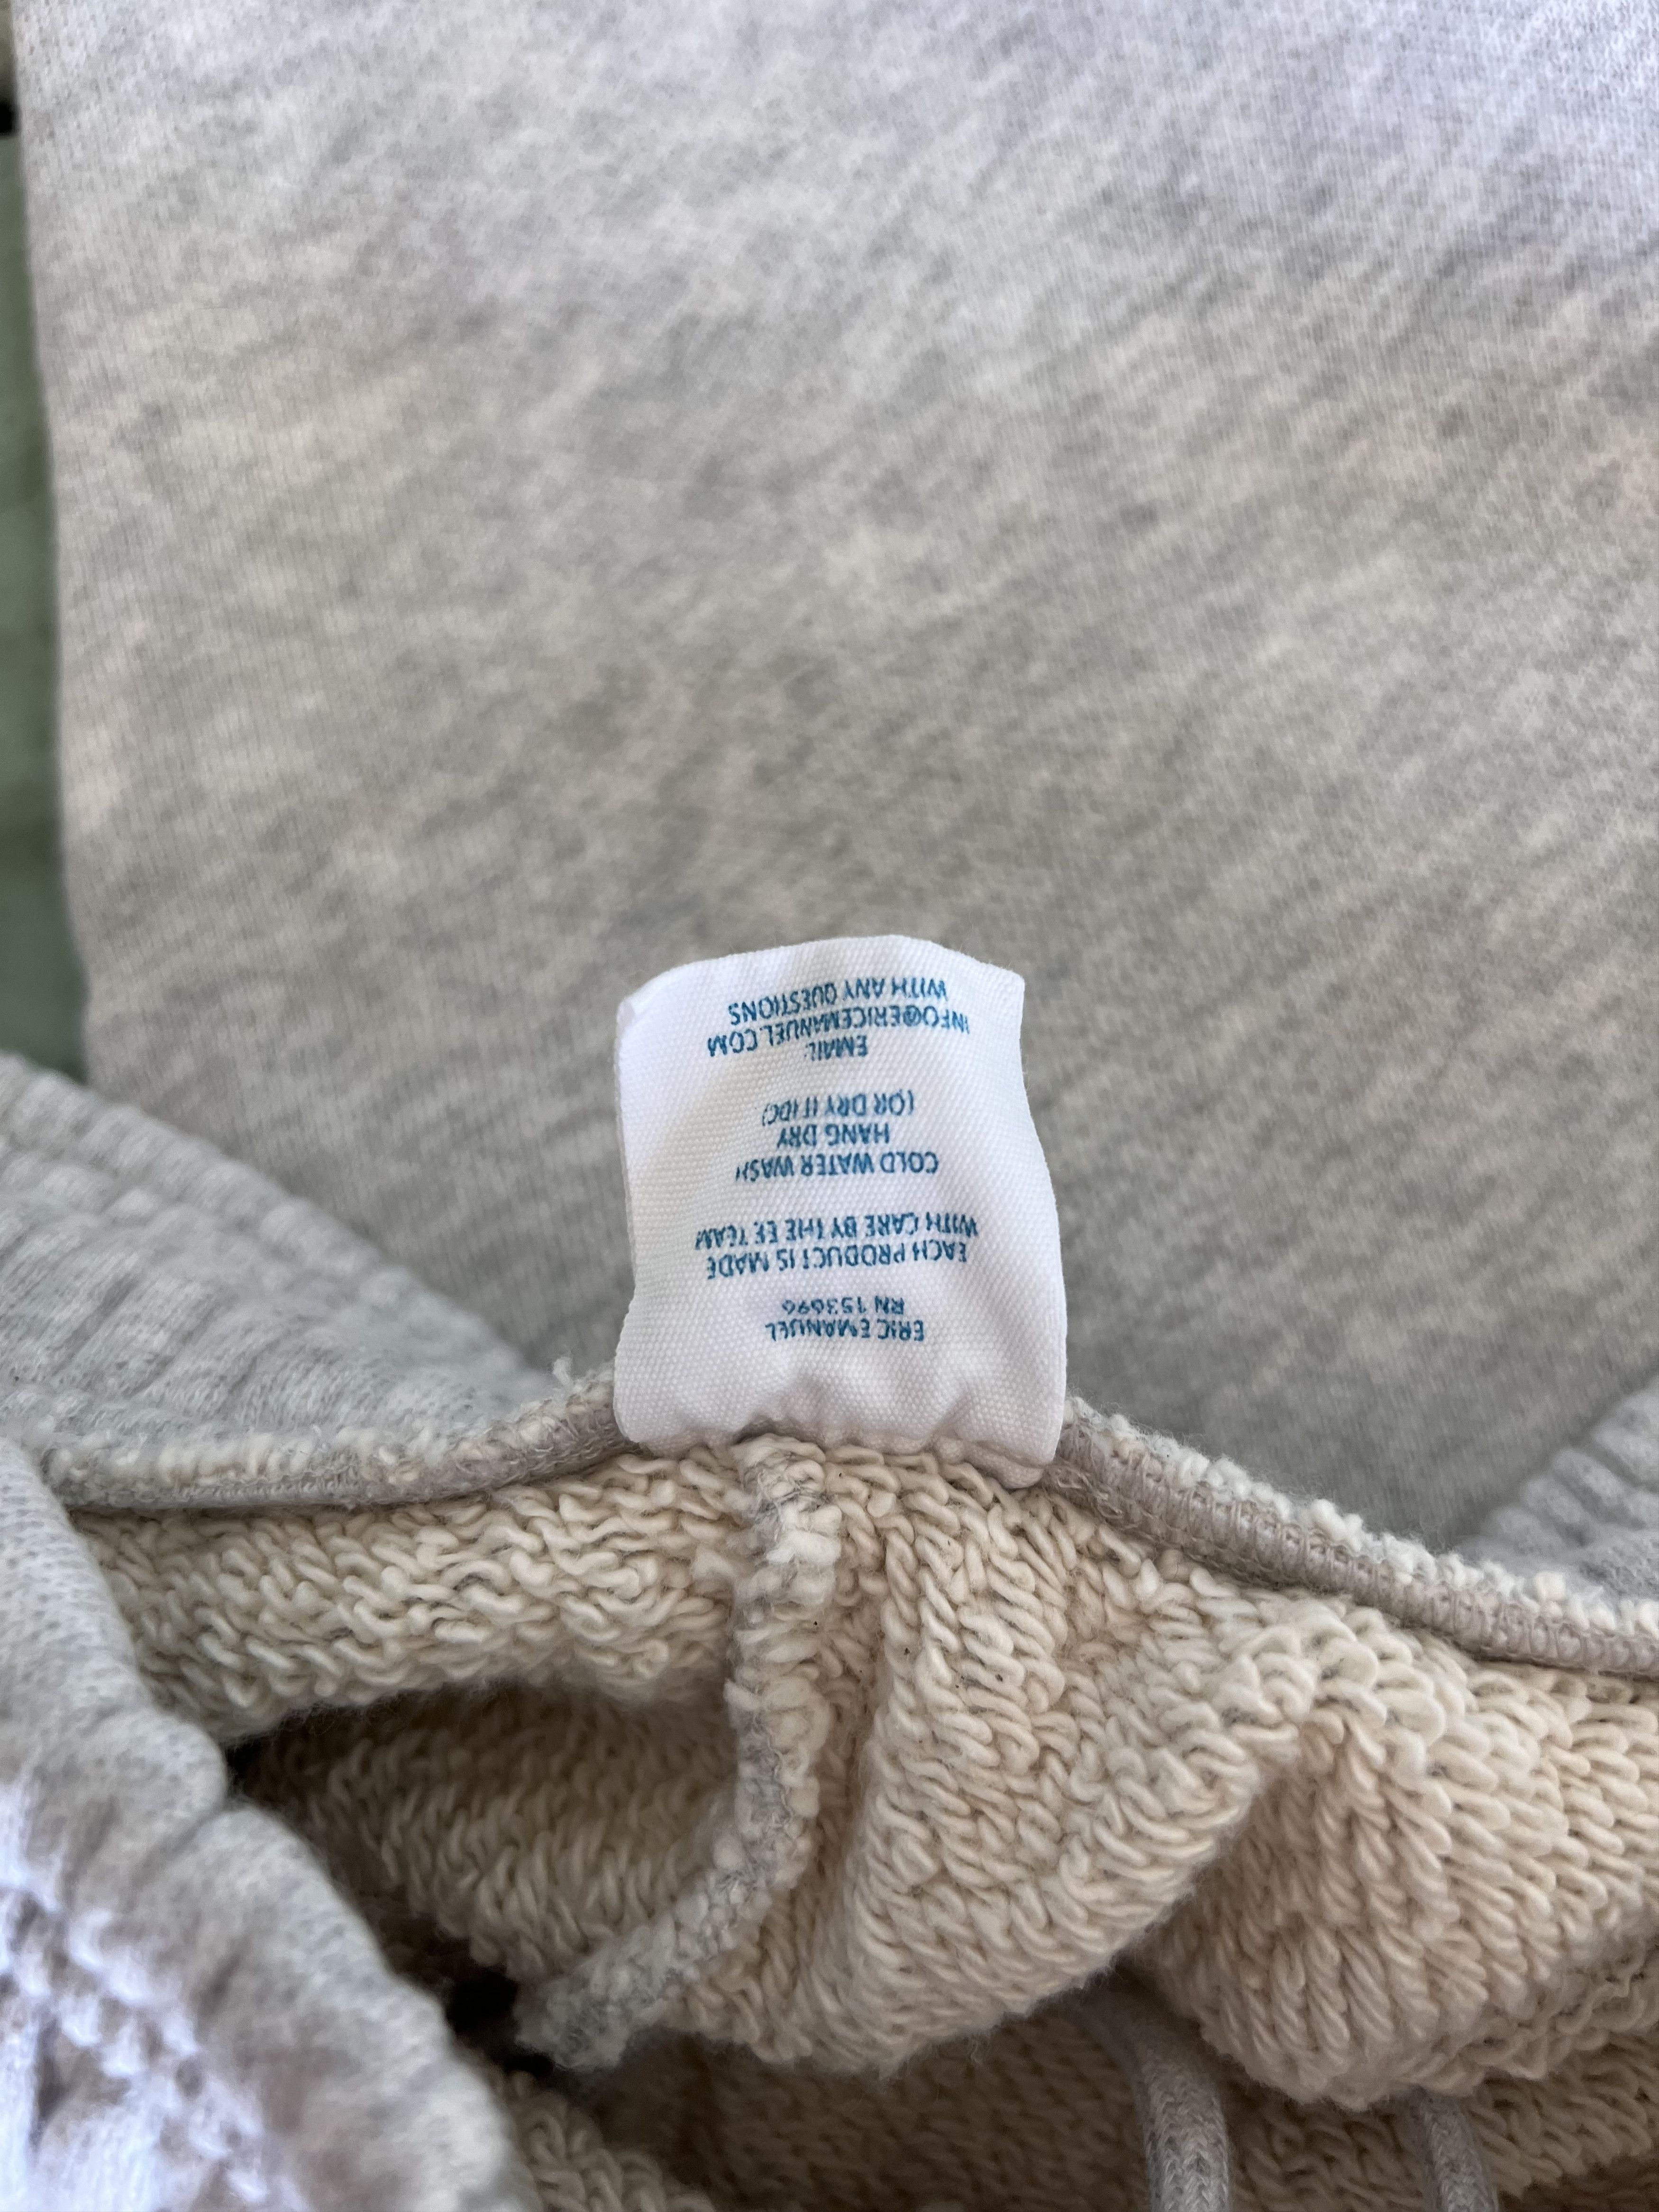 ERIC EMANUEL
RN 153696
EACH PRODUCT IS MADE
WITH CARE BY THE EE TEAM
COLD WATER WASH
HANG DRY
(OR DRY IT IDC)
EMAIL:
INFO@ERICEMANUEL.COM
WITH ANY QUESTIONS